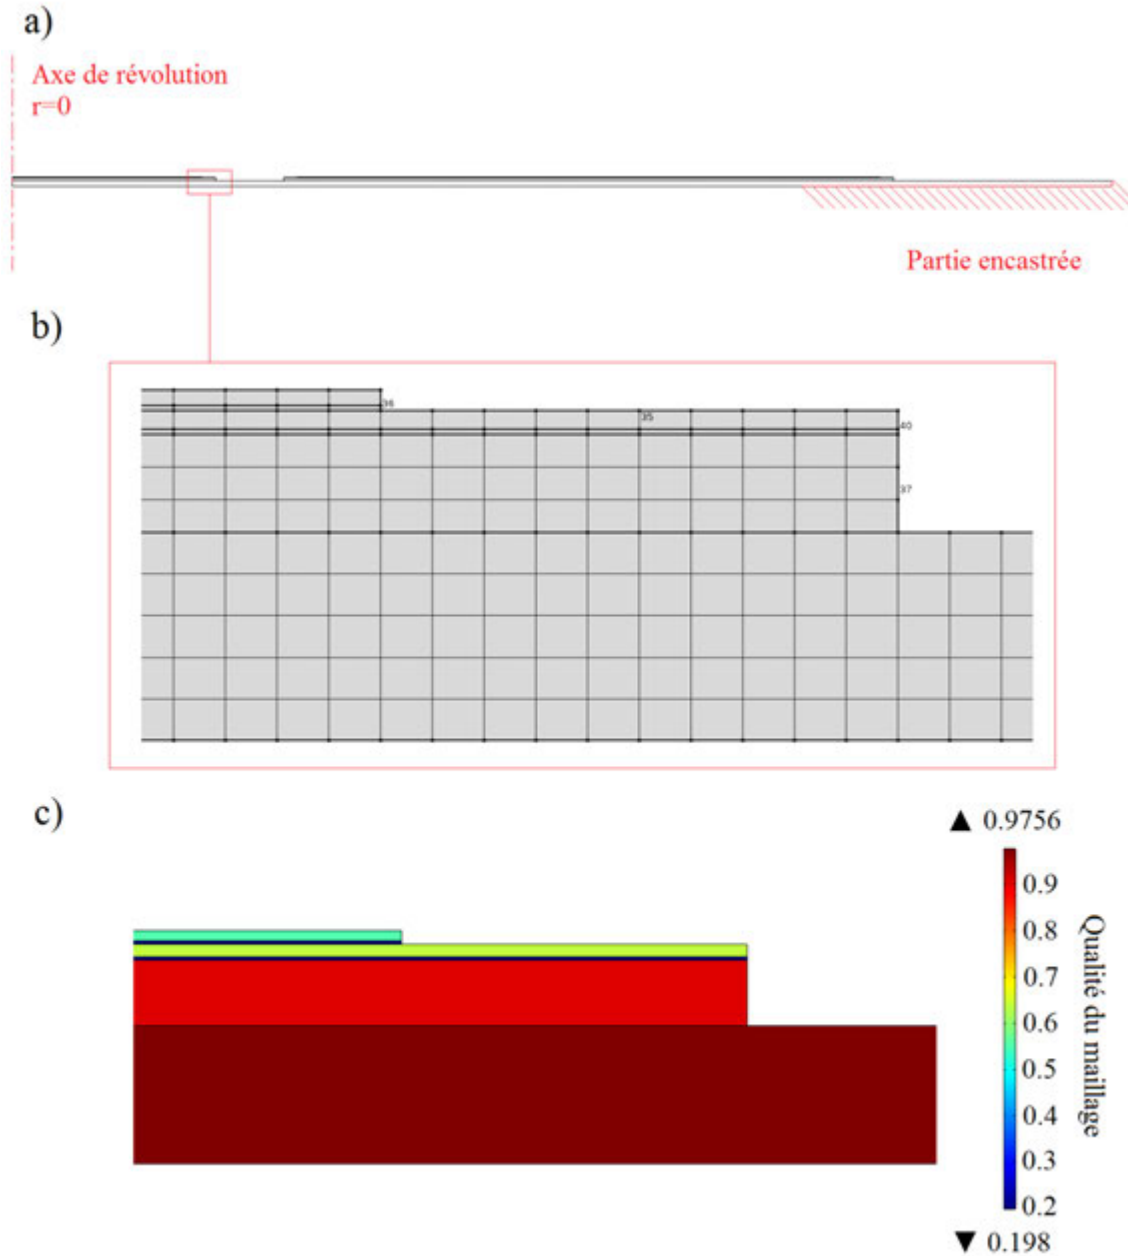 a)
Axe de révolution
r=0
Partie encastrée
b)
36
35
40
37
c)
▲ 0.9756
0.9
0.8
0.7
0.6
0.5
0.4
0.3
0.2
▼ 0.198
Qualité du maillage